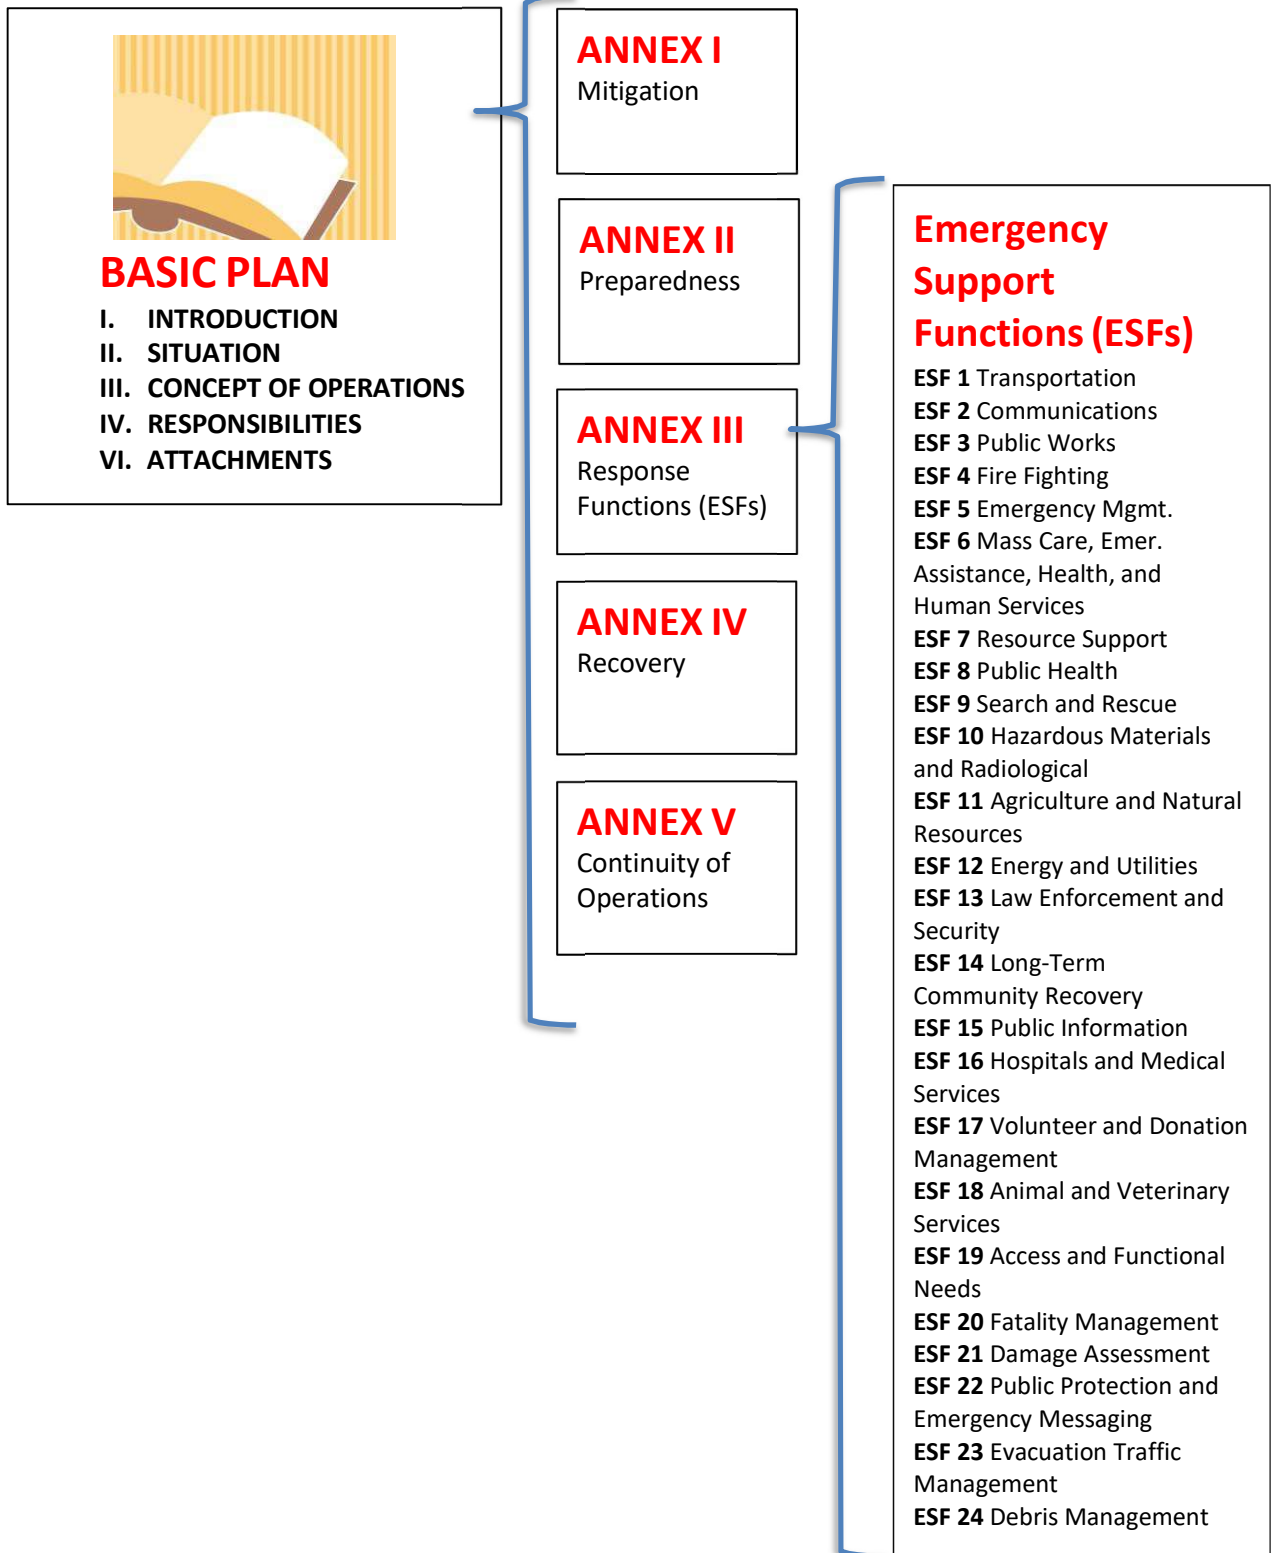 BASIC PLAN
I. INTRODUCTION
II. SITUATION
III. CONCEPT OF OPERATIONS
IV. RESPONSIBILITIES
VI. ATTACHMENTS
ANNEX I
Mitigation
ANNEX II
Preparedness
ANNEX III
Response
Functions (ESFs)
ANNEX IV
Recovery
ANNEX V
Continuity of
Operations
Emergency
Support
Functions (ESFs)
ESF 1 Transportation
ESF 2 Communications
ESF 3 Public Works
ESF 4 Fire Fighting
ESF 5 Emergency Mgmt.
ESF 6 Mass Care, Emer.
Assistance, Health, and
Human Services
ESF 7 Resource Support
ESF 8 Public Health
ESF 9 Search and Rescue
ESF 10 Hazardous Materials
and Radiological
ESF 11 Agriculture and Natural
Resources
ESF 12 Energy and Utilities
ESF 13 Law Enforcement and
Security
ESF 14 Long-Term
Community Recovery
ESF 15 Public Information
ESF 16 Hospitals and Medical
Services
ESF 17 Volunteer and Donation
Management
ESF 18 Animal and Veterinary
Services
ESF 19 Access and Functional
Needs
ESF 20 Fatality Management
ESF 21 Damage Assessment
ESF 22 Public Protection and
Emergency Messaging
ESF 23 Evacuation Traffic
Management
ESF 24 Debris Management